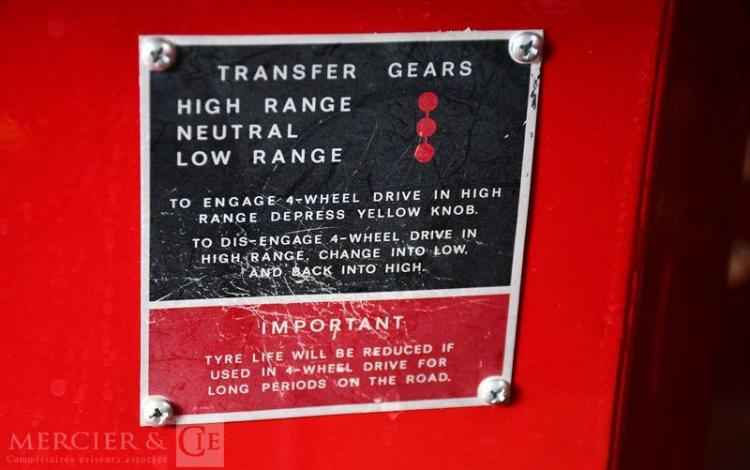 TRANSFER GEARS
HIGH RANGE
NEUTRAL
LOW RANGE
TO ENGAGE 4-WHEEL DRIVE IN HIGH
RANGE DEPRESS YELLOW KNOB.
TO DIS-ENGAGE 4-WHEEL DRIVE IN
HIGH RANGE, CHANGE INTO LOW,
AND BACK INTO HIGH.
IMPORTANT
TYRE LIFE WILL BE REDUCED IF
USED IN 4-WHEEL DRIVE FOR
LONG PERIODS ON THE ROAD.
MERCIER & CIE
Commissaires priseurs associés